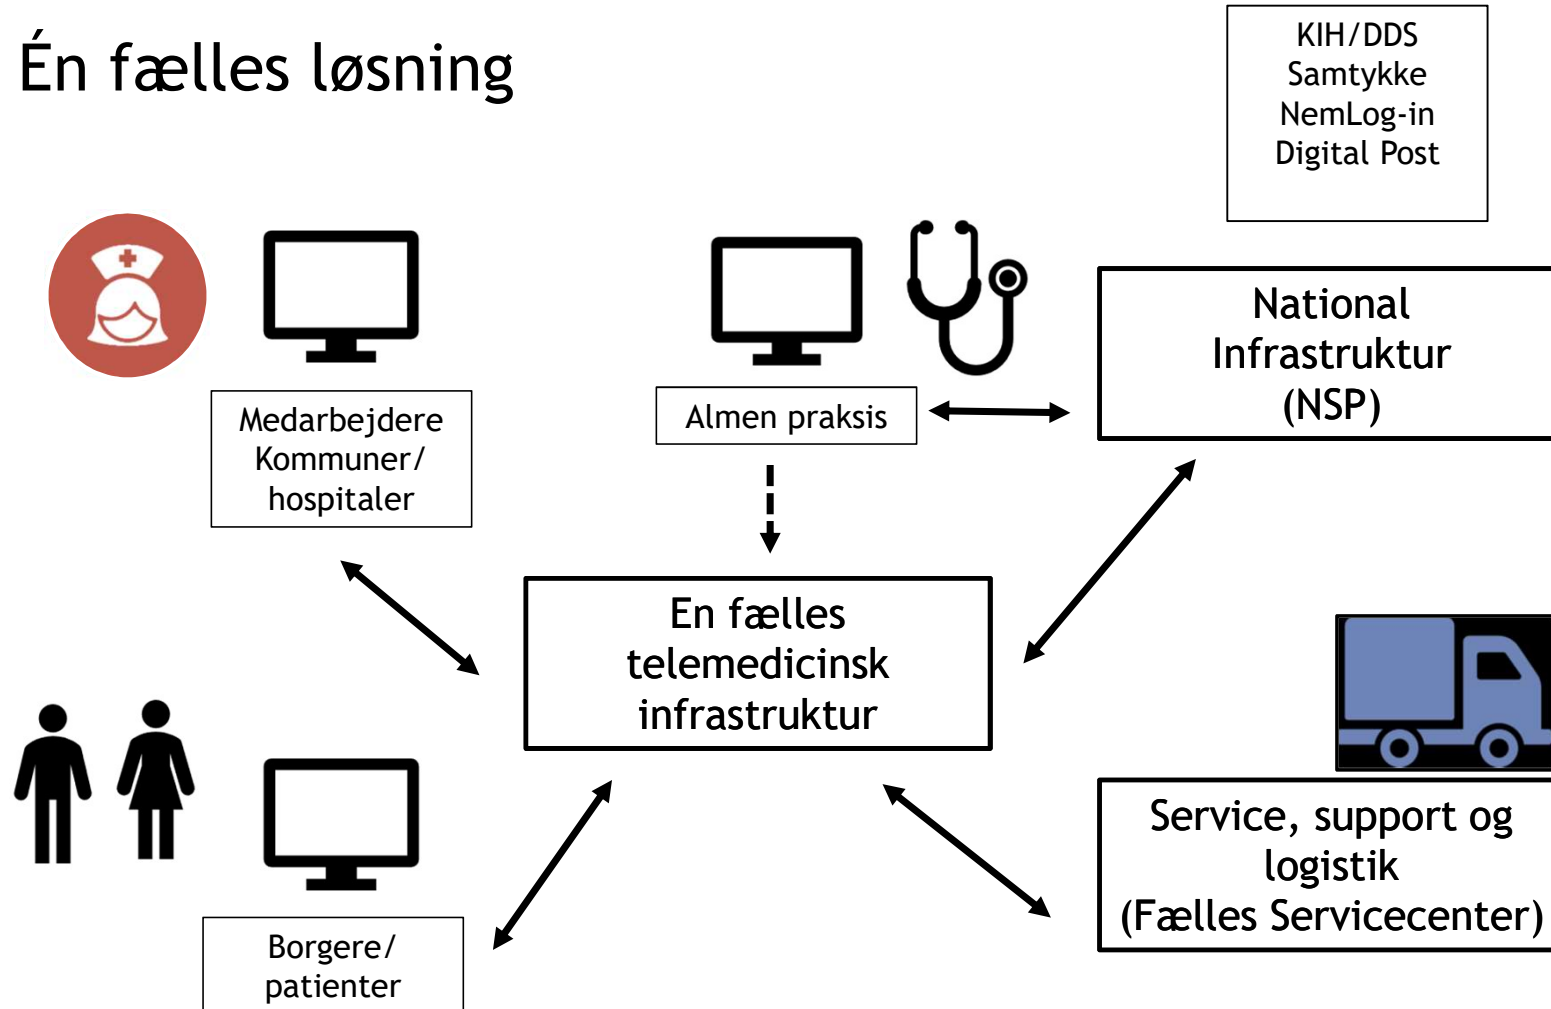 Én fælles løsning
KIH/DDS
Samtykke
NemLog-in
Digital Post
National
Infrastruktur
(NSP)
Medarbejdere
Kommuner/
hospitaler
Almen praksis
En fælles
telemedicinsk
infrastruktur
Service, support og
logistik
(Fælles Servicecenter)
Borgere/
patienter